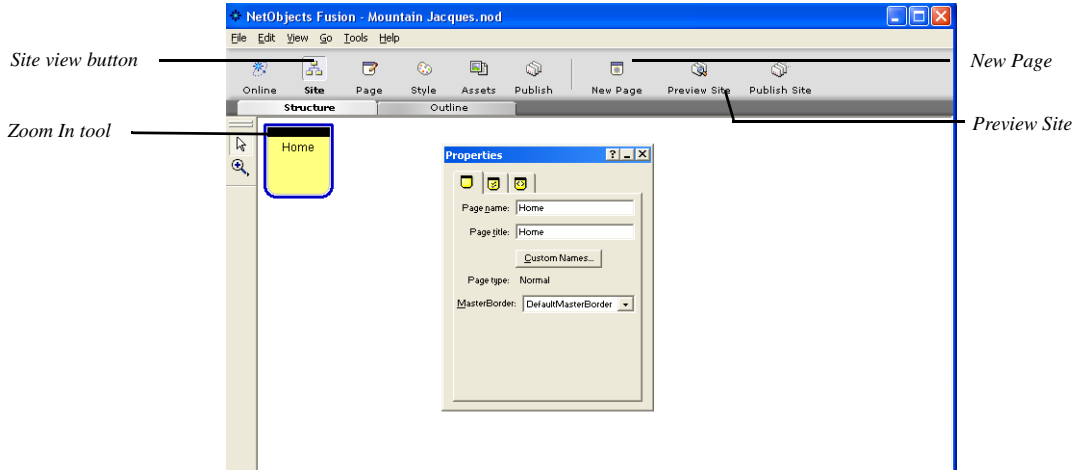 NetObjects Fusion - Mountain Jacques.nod
File Edit View Go Tools Help
Site view button
New Page
Online Site Page Style Assets Publish New Page Preview Site Publish Site
Structure Outline
Preview Site
Zoom In tool
Home
Properties
Page name: Home
Page title: Home
Custom Names...
Page type: Normal
MasterBorder: DefaultMasterBorder